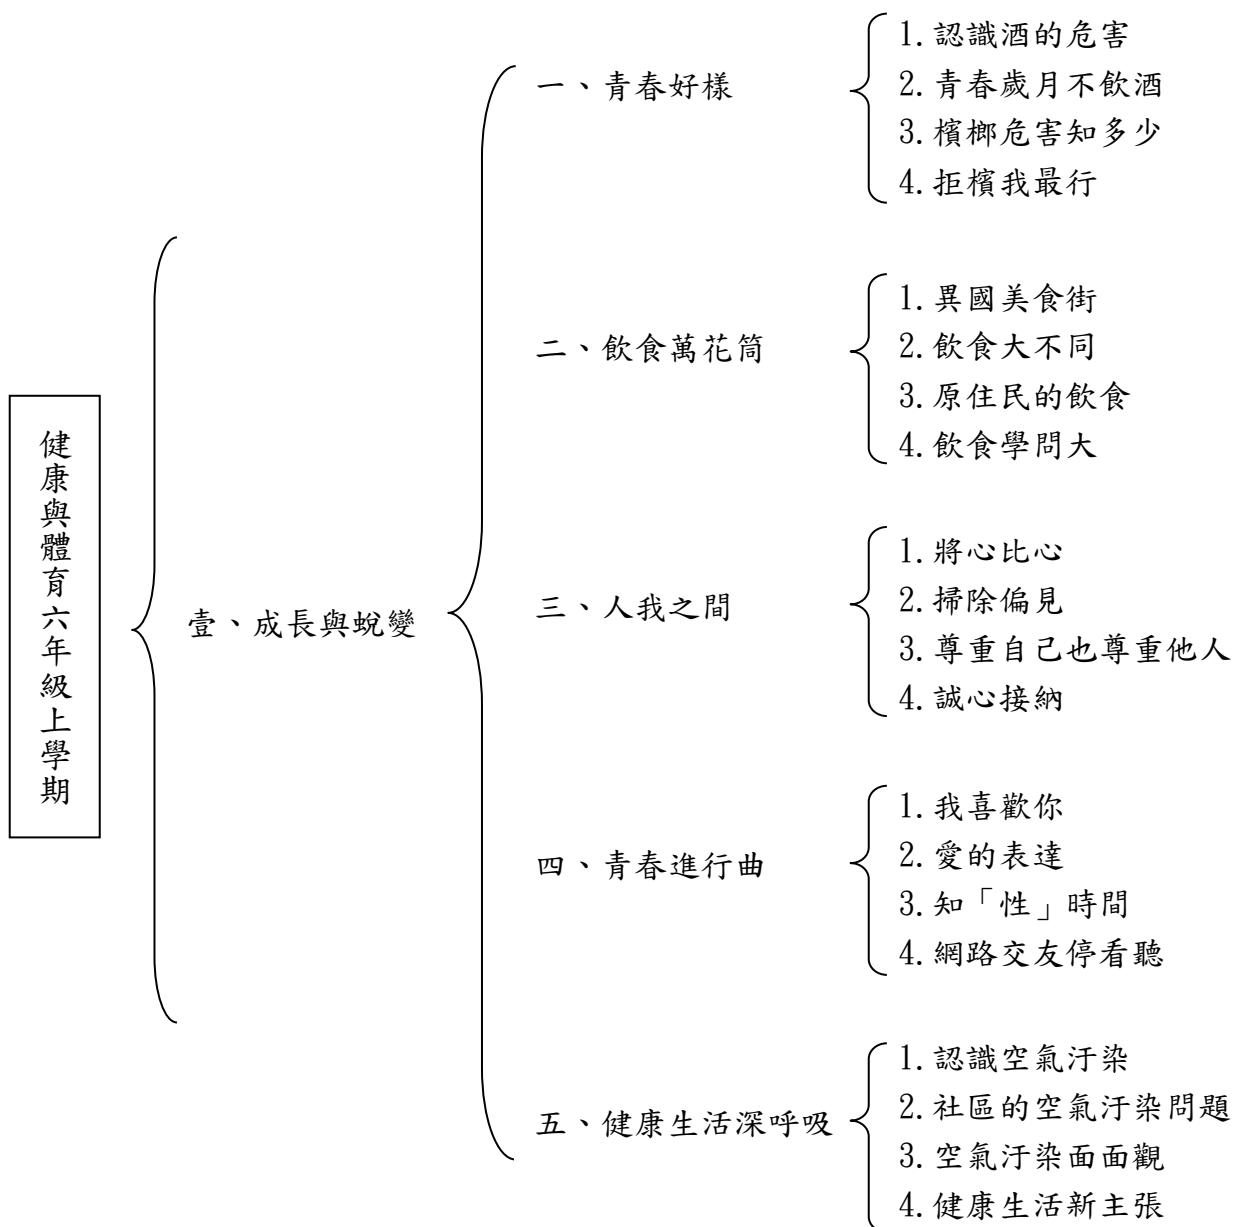 健康與體育六年級上學期
壹、成長與蛻變
一、青春好樣
1.認識酒的危害
2.青春歲月不飲酒
3.檳榔危害知多少
4.拒檳我最行
二、飲食萬花筒
1.異國美食街
2.飲食大不同
3.原住民的飲食
4.飲食學問大
三、人我之間
1.將心比心
2.掃除偏見
3.尊重自己也尊重他人
4.誠心接納
四、青春進行曲
1.我喜歡你
2.愛的表達
3.知「性」時間
4.網路交友停看聽
五、健康生活深呼吸
1.認識空氣汙染
2.社區的空氣汙染問題
3.空氣汙染面面觀
4.健康生活新主張